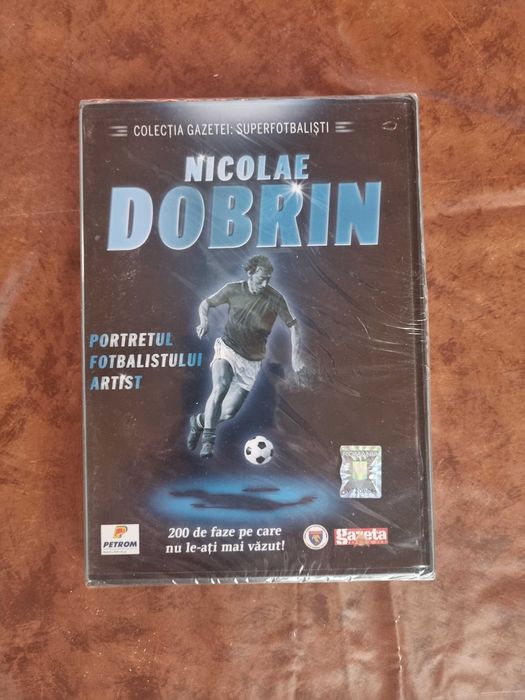 COLECȚIA GAZETEI: SUPERFOTBALIȘTI
NICOLAE
DOBRIN
PORTRETUL
FOTBALISTULUI
ARTIST
ROMANIA
200 de faze pe care
nu le-ați mai văzut!
PETROM
gazeta